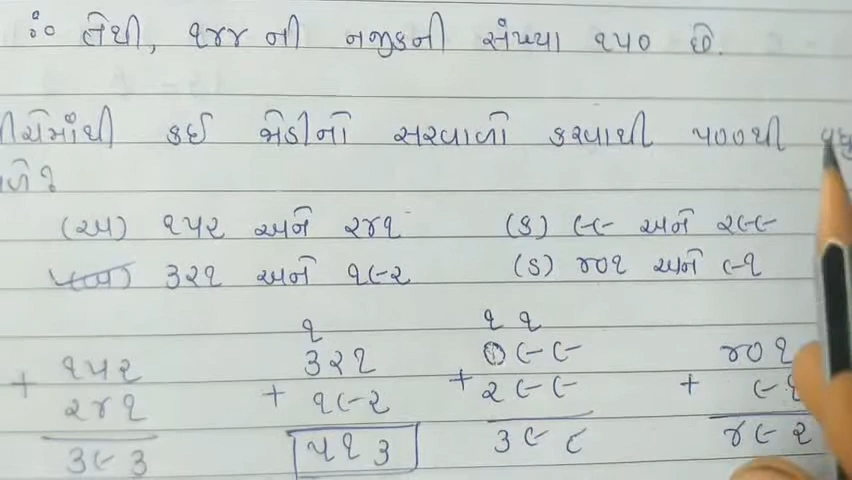 ∴ તેથી, ૧૪૪ ની નજીકની સંખ્યા ૧૫૦ છે.
નીચેમાંથી કઈ જોડીનો સરવાળો કરવાથી ૫૦૦થી વધુ
મળે?
(અ) ૧૫૨ અને ૨૪૧ (ક) ૯૯ અને ૨૯૯
(બ) ૩૨૧ અને ૧૯૨ (ડ) ૪૦૧ અને ૯૧
૧ ૧ ૧
૧૫૨ ૩૨૧ ૦૯૯ ૪૦૧
+ ૨૪૧ + ૧૯૨ + ૨૯૯ + ૯૧
૩૯૩ ૫૧૩ ૩૯૮ ૪૯૨